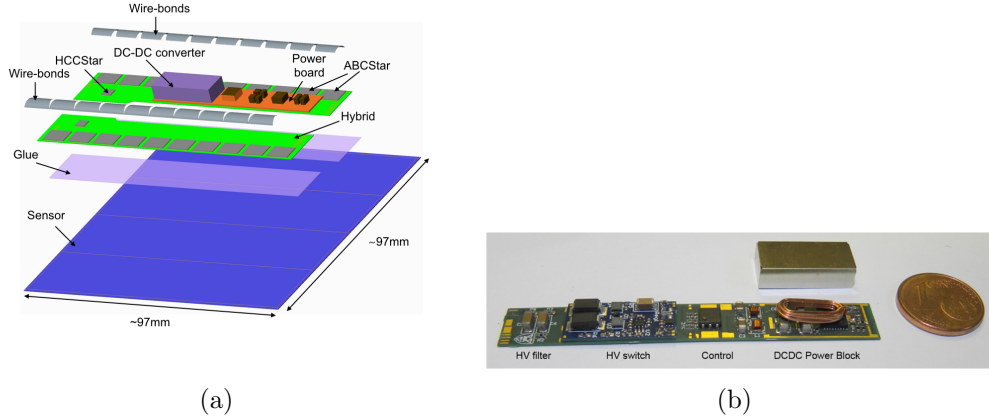 Wire-bonds
DC-DC converter
HCCStar
Power
board
ABCStar
Wire-bonds
Hybrid
Glue
Sensor
~97mm
~97mm
HV filter
HV switch
Control
DCDC Power Block
(a)
(b)